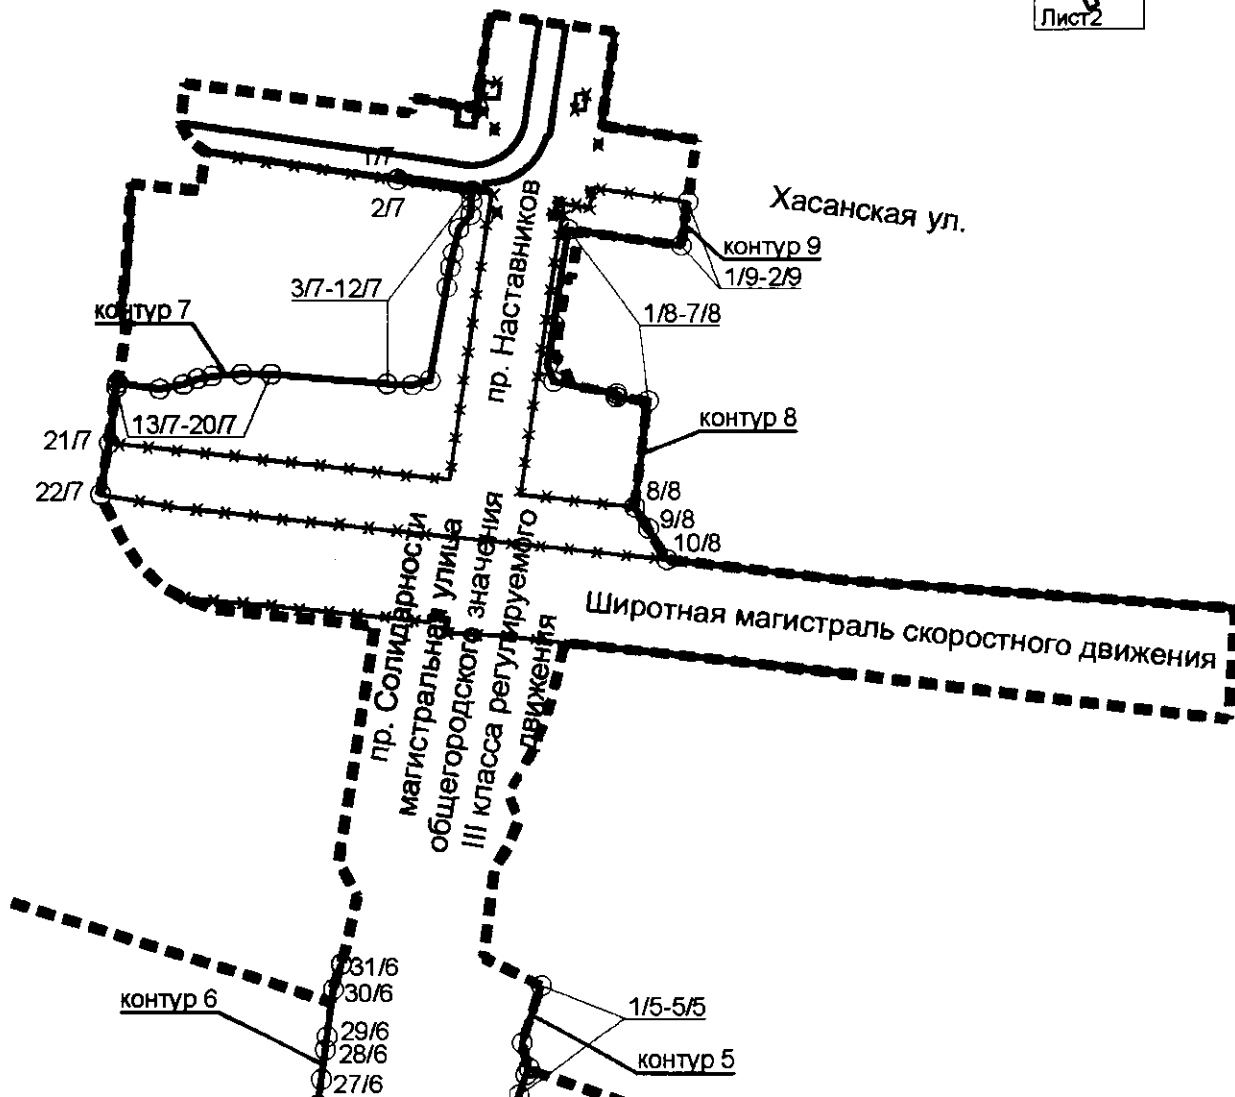 Лист2
1/7
2/7
Хасанская ул.
контур 9
1/9-2/9
3/7-12/7
контур 7
пр. Наставников
1/8-7/8
13/7-20/7
контур 8
21/7
22/7
8/8
9/8
10/8
Широтная магистраль скоростного движения
пр. Солидарности
магистральная улица
общегородского значения
III класса регулируемого
движения
31/6
30/6
контур 6
29/6
28/6
27/6
1/5-5/5
контур 5